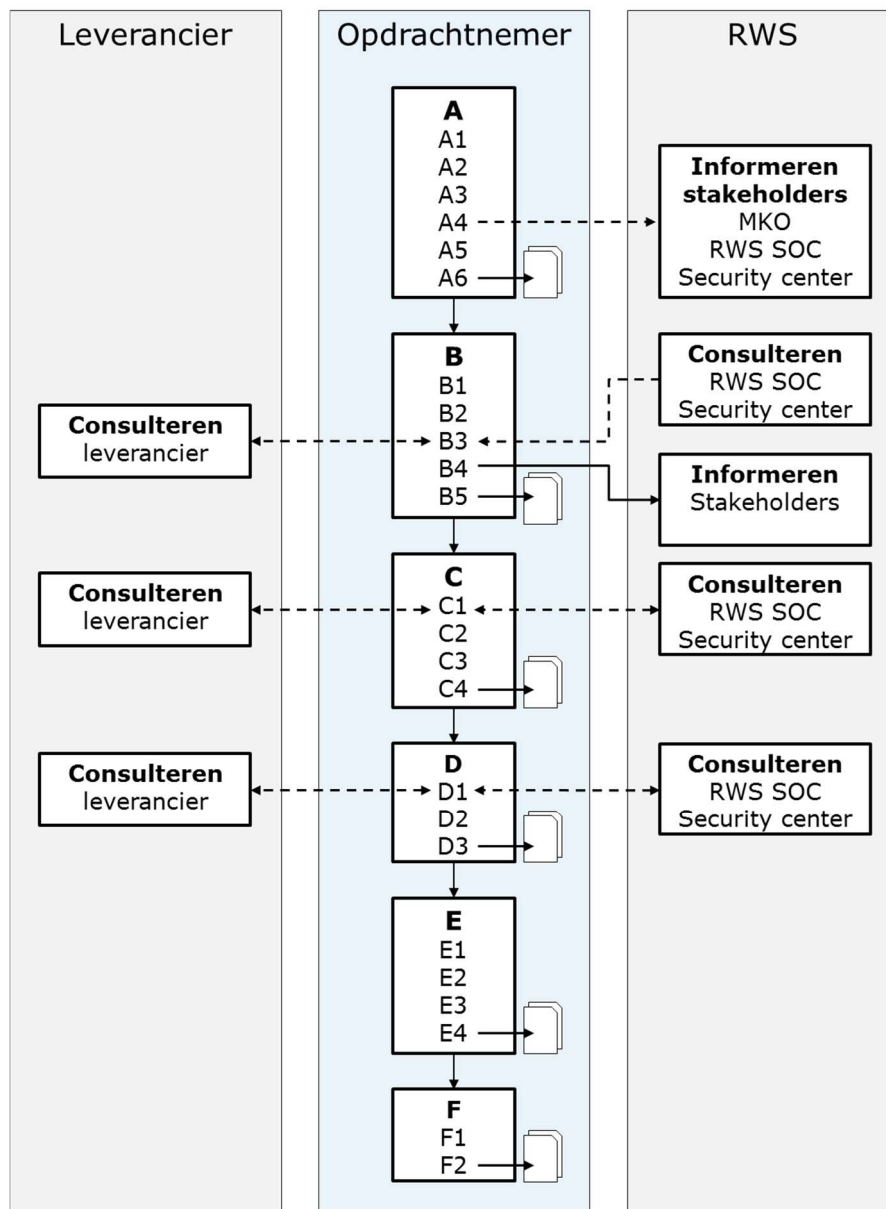 Leverancier
Opdrachtnemer
RWS
A
A1
A2
A3
A4
A5
A6
Informeren
stakeholders
MKO
RWS SOC
Security center
B
B1
B2
B3
B4
B5
Consulteren
leverancier
Consulteren
RWS SOC
Security center
Informeren
Stakeholders
C
C1
C2
C3
C4
Consulteren
leverancier
Consulteren
RWS SOC
Security center
D
D1
D2
D3
Consulteren
leverancier
Consulteren
RWS SOC
Security center
E
E1
E2
E3
E4
F
F1
F2